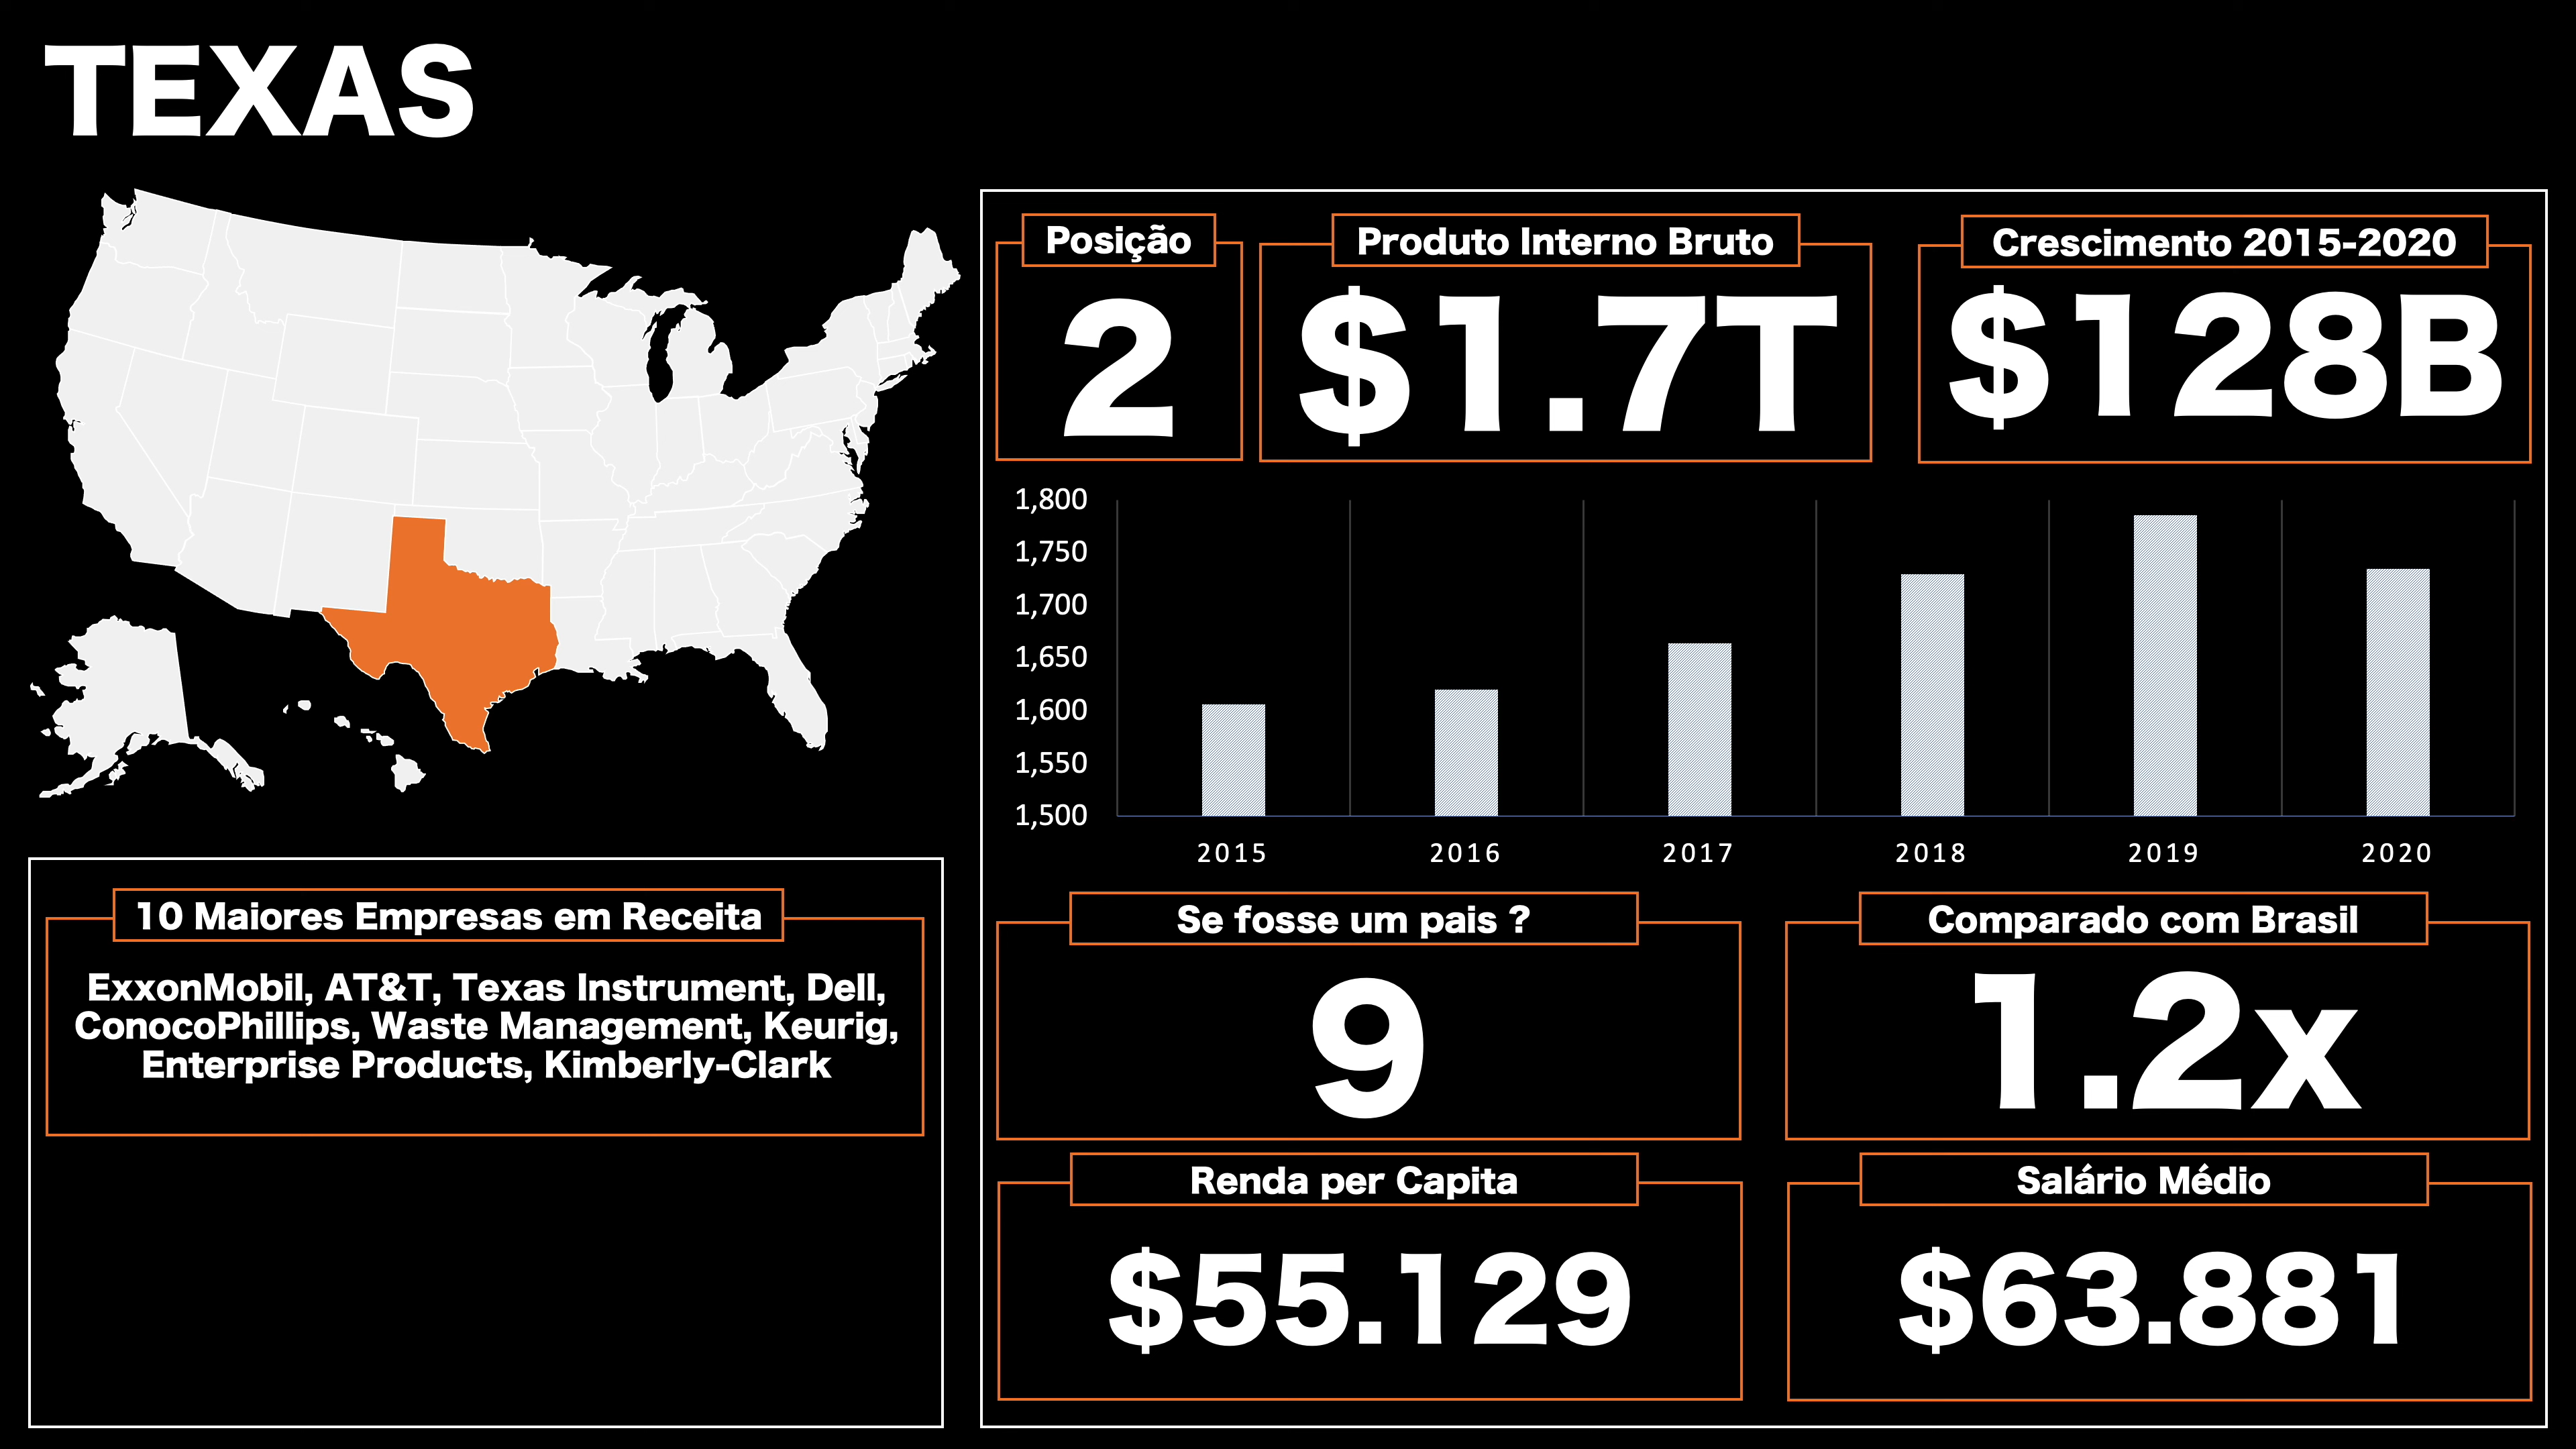 TEXAS
Posição
2
Produto Interno Bruto
$1.7T
Crescimento 2015-2020
$128B
1,800
1,750
1,700
1,650
1,600
1,550
1,500
2015 2016 2017 2018 2019 2020
10 Maiores Empresas em Receita
ExxonMobil, AT&T, Texas Instrument, Dell,
ConocoPhillips, Waste Management, Keurig,
Enterprise Products, Kimberly-Clark
Se fosse um pais ?
9
Comparado com Brasil
1.2x
Renda per Capita
$55.129
Salário Médio
$63.881